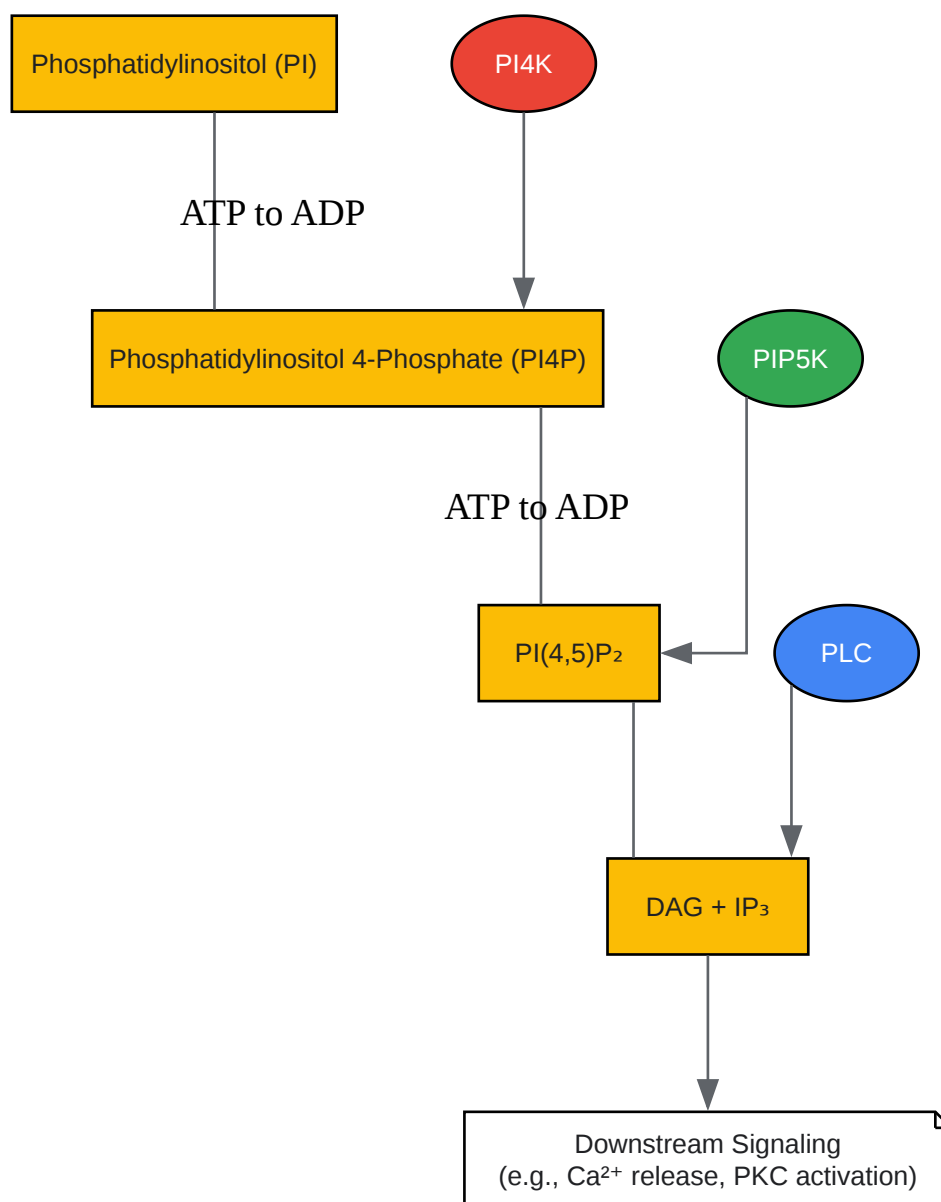 Phosphatidylinositol (PI)
PI4K
ATP to ADP
Phosphatidylinositol 4-Phosphate (PI4P)
PIP5K
ATP to ADP
PI(4,5)P₂
PLC
DAG + IP₃
Downstream Signaling
(e.g., Ca²⁺ release, PKC activation)